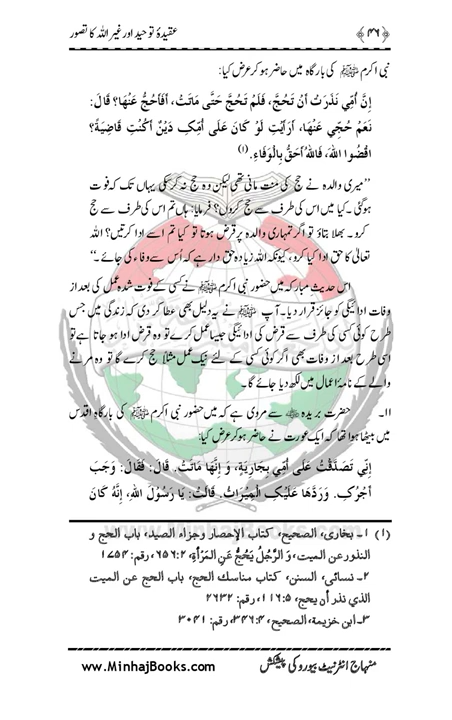 ﴿۴۶﴾ عقیدۂ توحید اور غیر اللہ کا تصور
نبی اکرم ﷺ کی بارگاہ میں حاضر ہو کر عرض کیا:
إِنَّ أُمِّي نَذَرَتْ أَنْ تَحُجَّ، فَلَمْ تَحُجَّ حَتَّى مَاتَتْ، أَفَأَحُجُّ عَنْهَا؟ قَالَ:
نَعَمْ حُجِّي عَنْهَا، أَرَأَيْتِ لَوْ كَانَ عَلَى أُمِّكِ دَيْنٌ أَكُنْتِ قَاضِيَةً؟
اقْضُوا اللهَ، فَاللهُ أَحَقُّ بِالْوَفَاءِ. (۱)
’’میری والدہ نے حج کی منت مانی تھی لیکن وہ حج نہ کر سکی یہاں تک کہ فوت
ہوگئی۔ کیا میں اس کی طرف سے حج کروں؟ فرمایا: ہاں تم اس کی طرف سے حج
کرو۔ بھلا بتاؤ تو اگر تمہاری والدہ پر قرض ہوتا تو کیا تم اسے ادا کرتیں؟ اللہ
تعالیٰ کا حق ادا کیا کرو، کیونکہ اللہ زیادہ حق دار ہے کہ اُس سے وفاء کی جائے۔‘‘
اس حدیث مبارکہ میں حضور نبی اکرم ﷺ نے کسی کے فوت شدہ عمل کی بعد از
وفات ادائیگی کو جائز قرار دیا۔ آپ ﷺ نے یہ دلیل بھی عطا کر دی کہ زندگی میں جس
طرح کوئی کسی کی طرف سے قرض کی ادائیگی جیسا عمل کرے تو وہ قرض ادا ہو جاتا ہے تو
اسی طرح بعد از وفات بھی اگر کوئی کسی کے لئے نیک عمل مثلاً حج کرے گا تو وہ مرنے
والے کے نامۂ اعمال میں لکھ دیا جائے گا۔
۱۱۔ حضرت بریدہ ؓ سے مروی ہے کہ میں حضور نبی اکرم ﷺ کی بارگاہِ اقدس
میں بیٹھا ہوا تھا کہ ایک عورت نے حاضر ہو کر عرض کیا:
إِنِّي تَصَدَّقْتُ عَلَى أُمِّي بِجَارِيَةٍ، وَ إِنَّهَا مَاتَتْ. قَالَ: فَقَالَ: وَجَبَ
أَجْرُكِ. وَرَدَّهَا عَلَيْكِ الْمِيْرَاثُ. قَالَتْ: يَا رَسُوْلَ اللهِ، إِنَّهُ كَانَ
(۱) ۱۔ بخاری، الصحیح، کتاب الإحصار وجزاء الصید، باب الحج و
النذور عن المیت، وَ الرَّجُلُ يَحُجُّ عَنِ الْمَرْأَةِ، ۲: ۶۵۶، رقم: ۱۷۵۴
۲۔ نسائی، السنن، کتاب مناسك الحج، باب الحج عن المیت
الذي نذر أن يحج، ۵: ۱۱۶، رقم: ۲۶۳۲
۳۔ ابن خزیمة، الصحیح، ۴: ۳۴۶، رقم: ۳۰۴۱
www.MinhajBooks.com
www.MinhajBooks.com منہاج انٹرنیٹ بیورو کی پیشکش